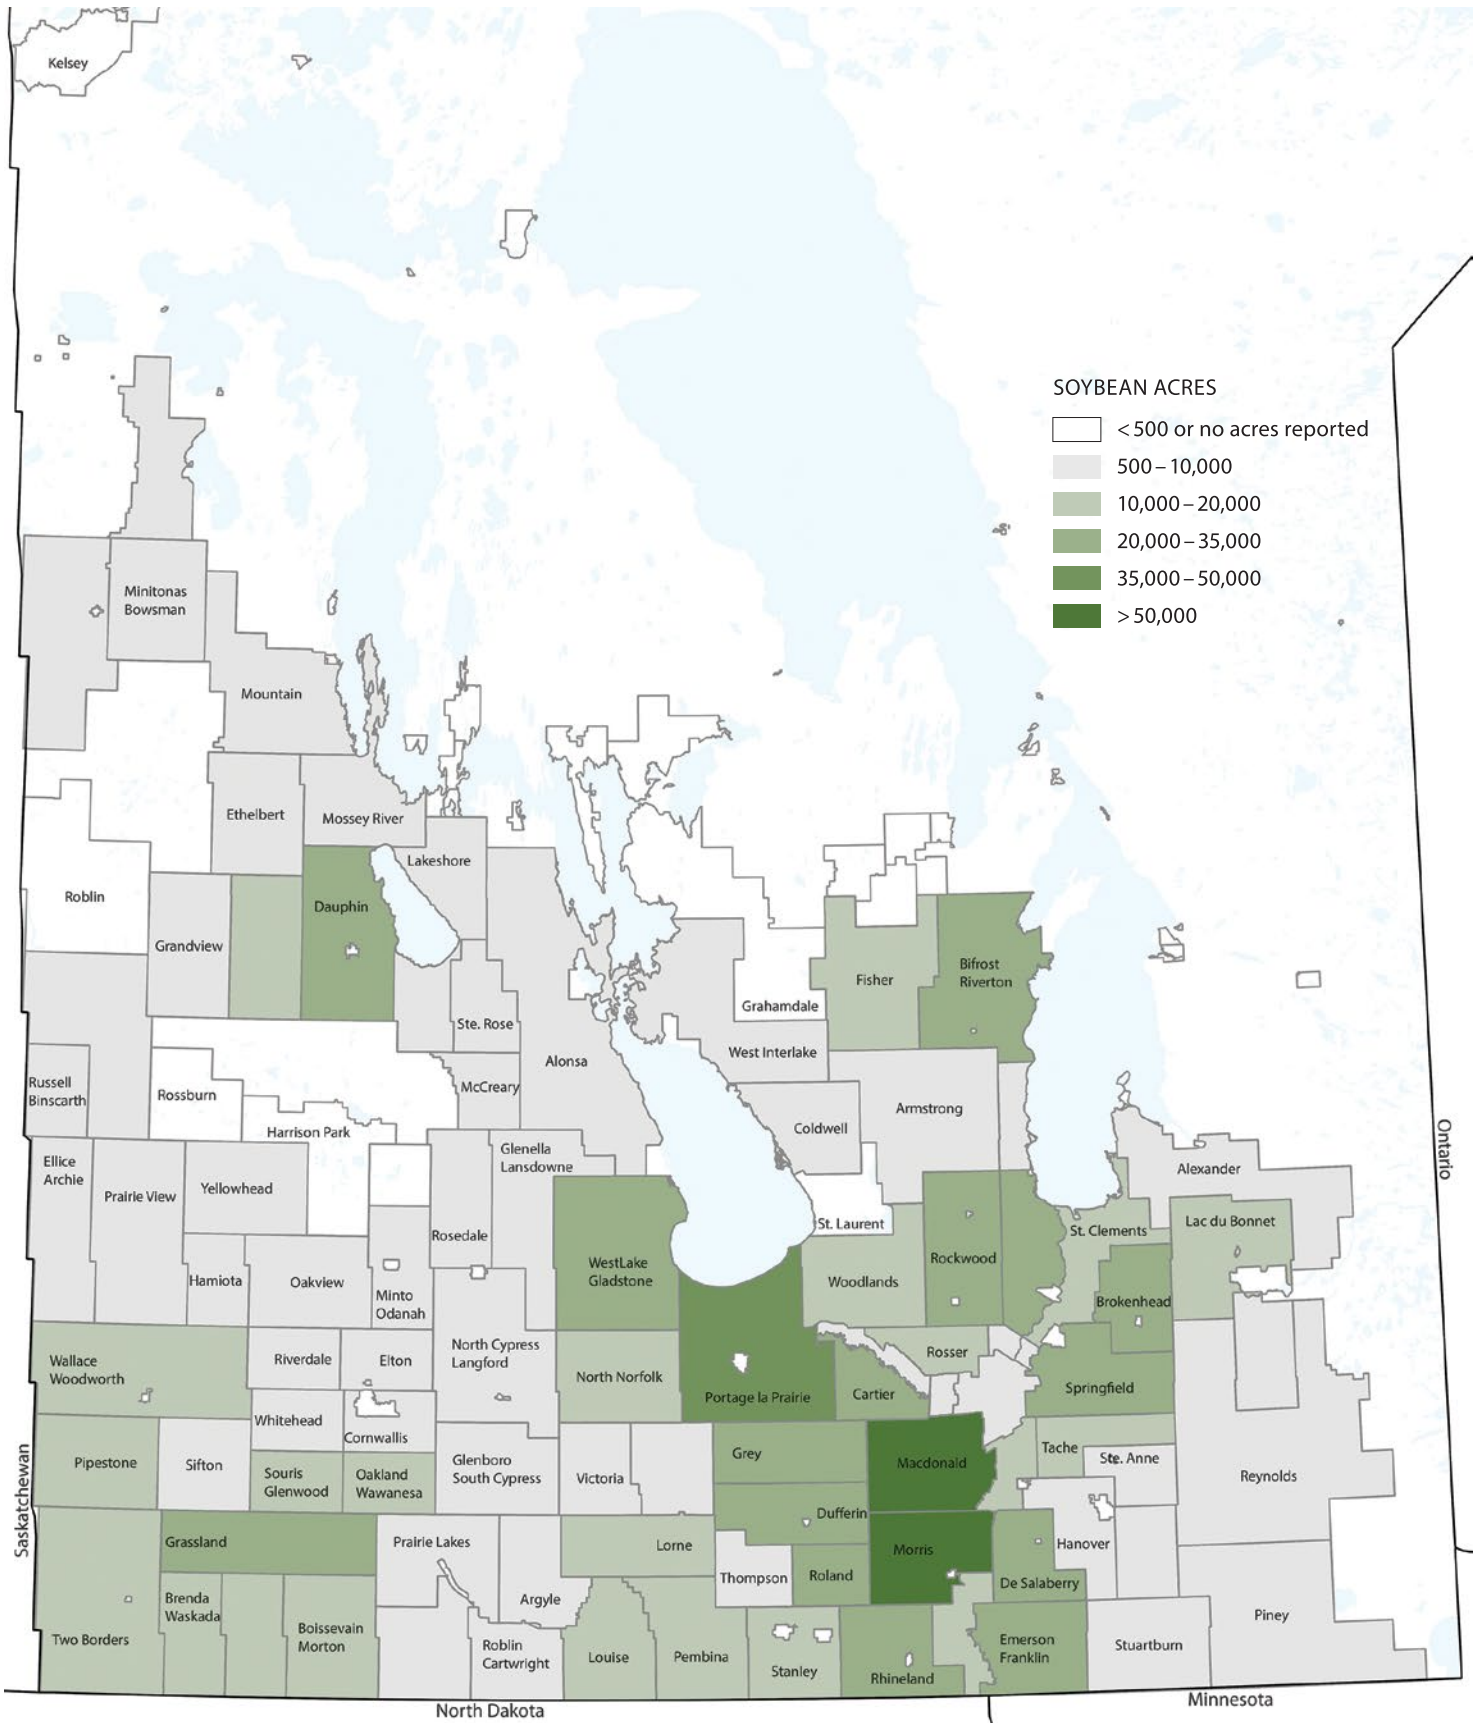 Kelsey
SOYBEAN ACRES
< 500 or no acres reported
500 – 10,000
10,000 – 20,000
20,000 – 35,000
35,000 – 50,000
> 50,000
Minitonas
Bowsman
Mountain
Ethelbert
Mossey River
Lakeshore
Roblin
Dauphin
Grandview
Fisher
Bifrost
Riverton
Grahamdale
Ste. Rose
West Interlake
Alonsa
Russell
Binscarth
Rossburn
McCreary
Harrison Park
Coldwell
Armstrong
Ontario
Ellice
Archie
Prairie View
Yellowhead
Glenella
Lansdowne
Alexander
Rosedale
St. Laurent
St. Clements
Lac du Bonnet
Hamiota
Oakview
Minto
Odanah
WestLake
Gladstone
Woodlands
Rockwood
Brokenhead
Wallace
Woodworth
Riverdale
Elton
North Cypress
Langford
North Norfolk
Portage la Prairie
Cartier
Rosser
Springfield
Whitehead
Cornwallis
Saskatchewan
Pipestone
Sifton
Souris
Glenwood
Oakland
Wawanesa
Glenboro
South Cypress
Victoria
Grey
Macdonald
Tache
Ste. Anne
Reynolds
Dufferin
Grassland
Prairie Lakes
Lorne
Morris
Hanover
Thompson
Roland
De Salaberry
Brenda
Waskada
Argyle
Two Borders
Boissevain
Morton
Roblin
Cartwright
Louise
Pembina
Stanley
Rhineland
Emerson
Franklin
Stuartburn
Piney
North Dakota
Minnesota